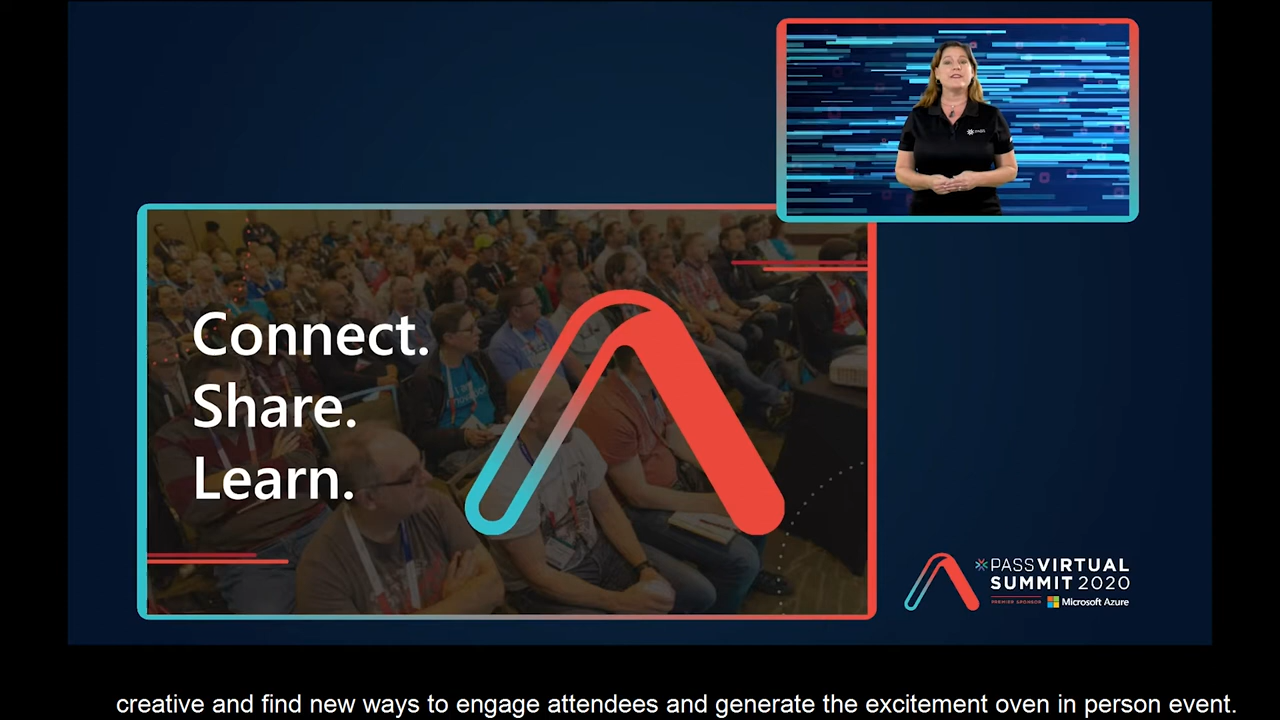 Connect.
Share.
Learn.
PASS VIRTUAL
SUMMIT 2020
PREMIER SPONSOR Microsoft Azure
creative and find new ways to engage attendees and generate the excitement oven in person event.